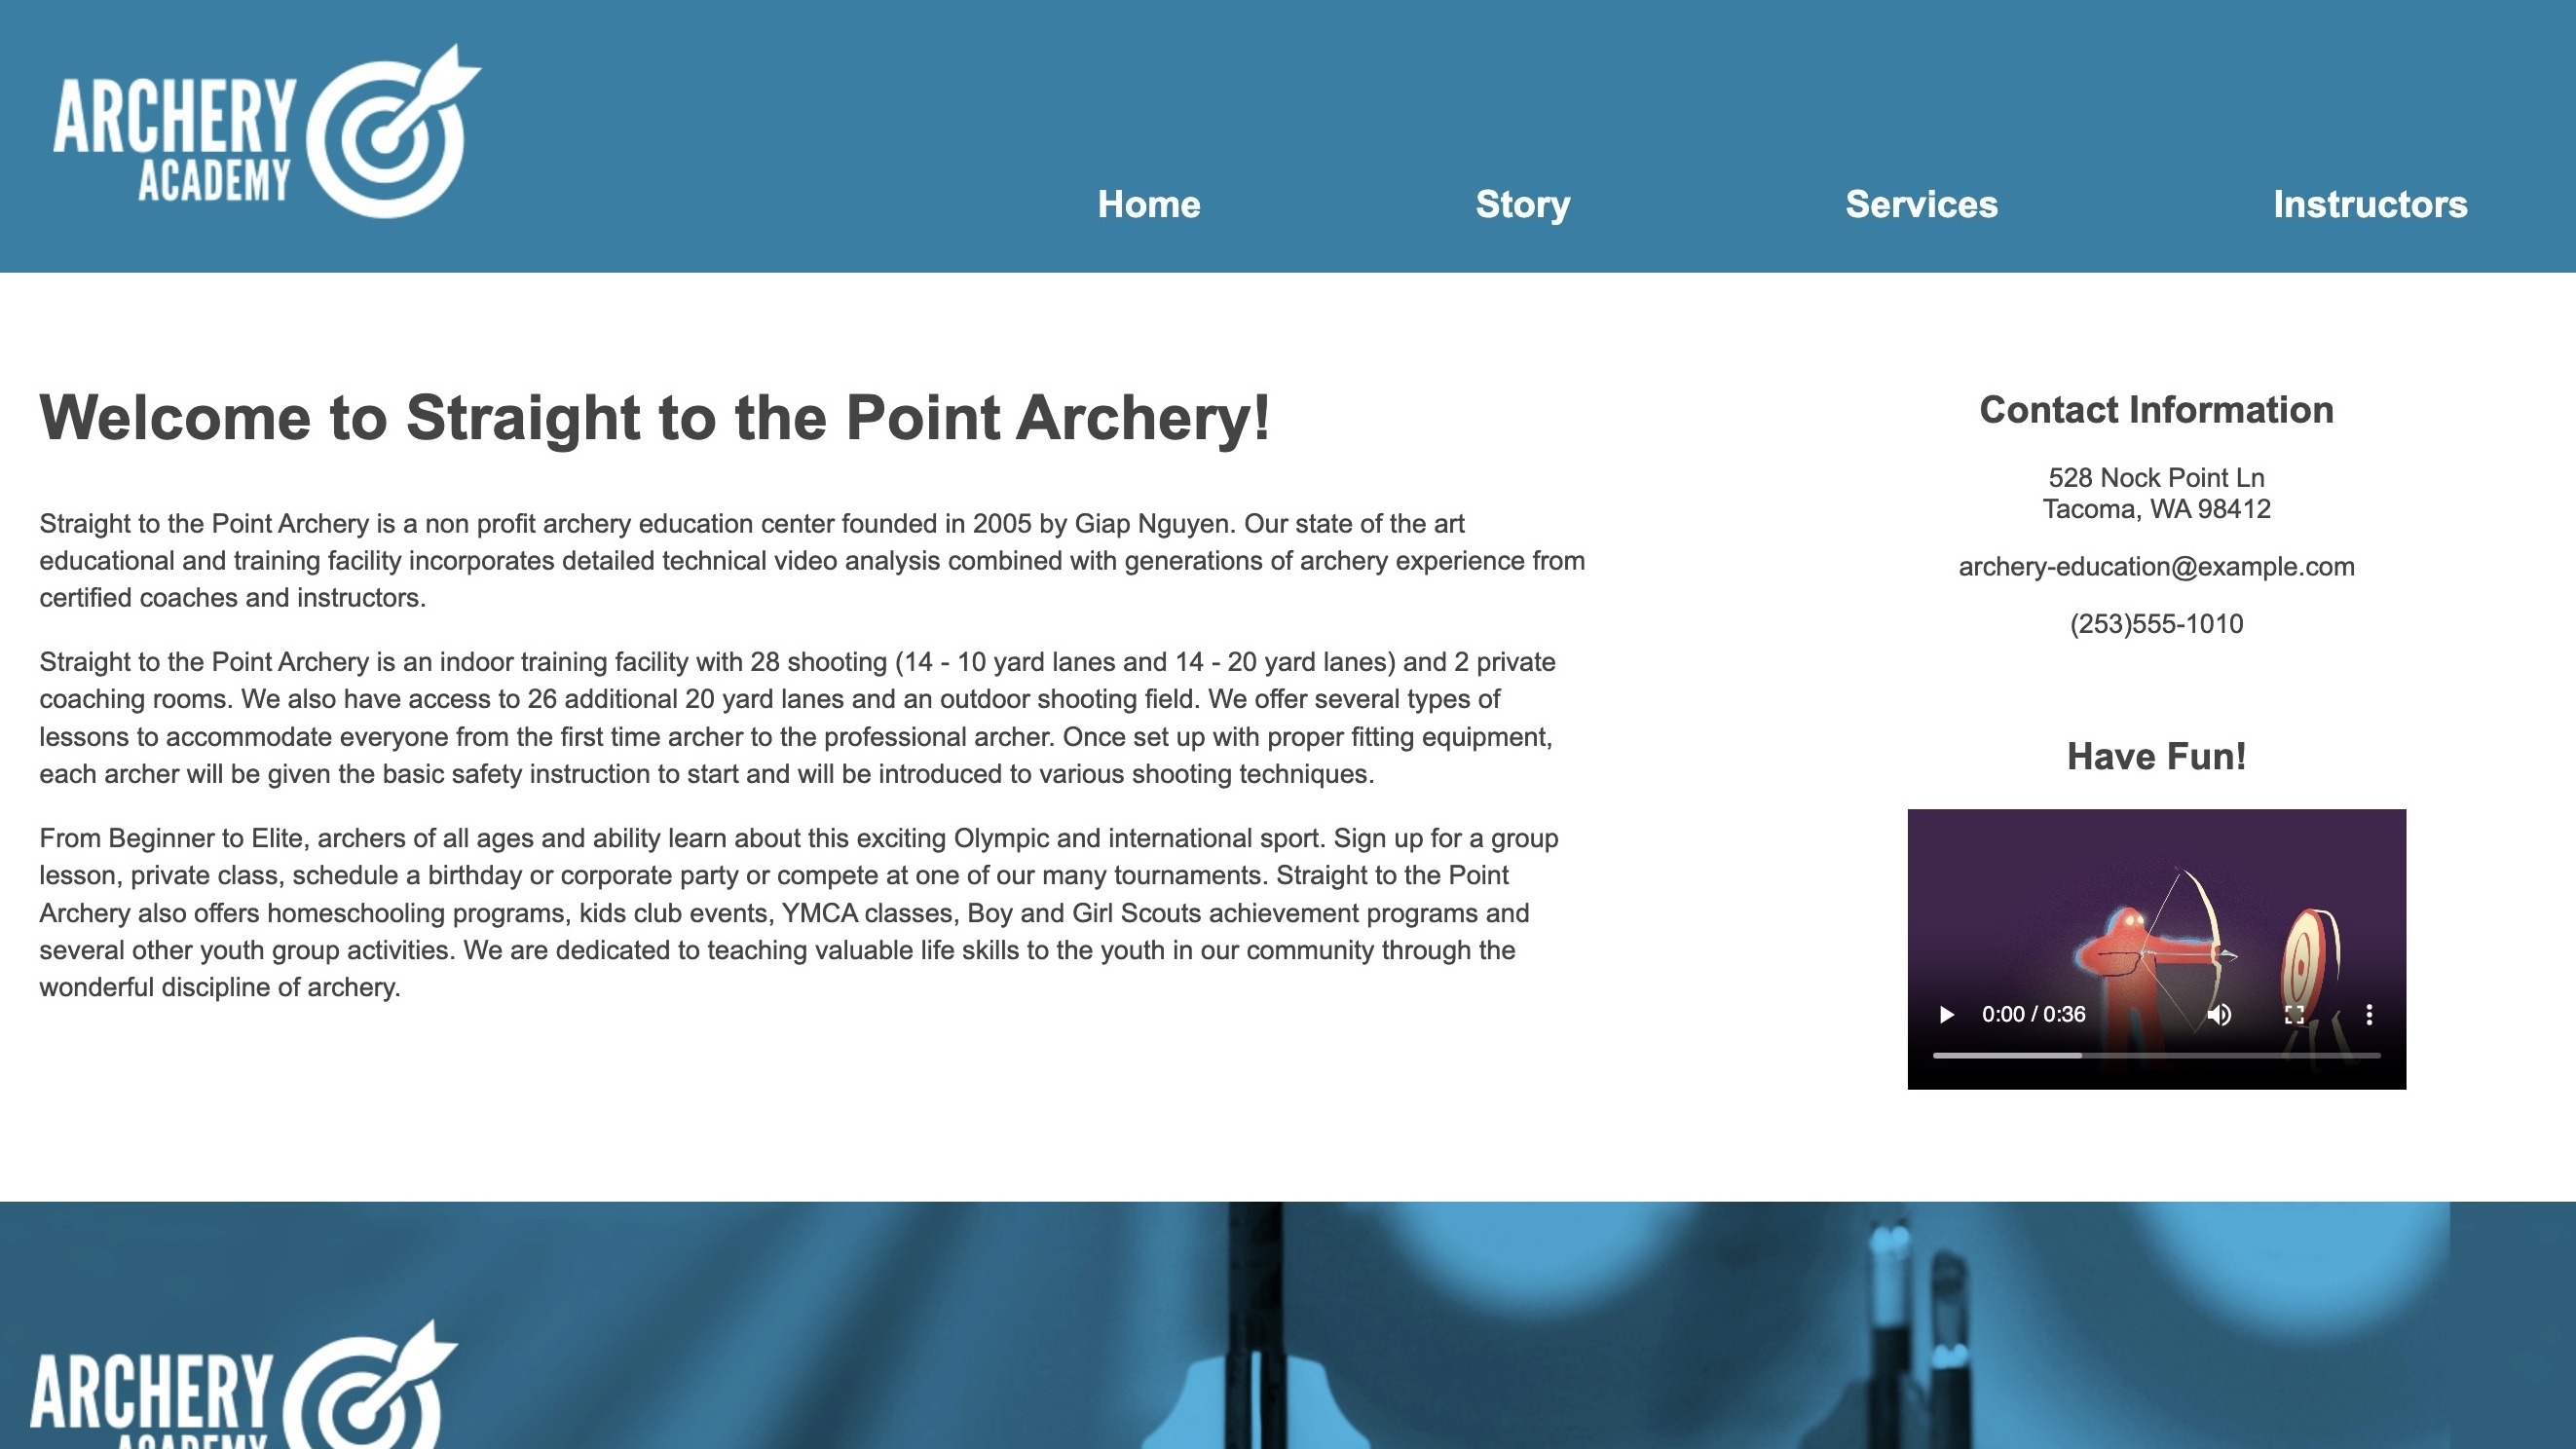 ARCHERY
ACADEMY
Home Story Services Instructors
Welcome to Straight to the Point Archery!
Straight to the Point Archery is a non profit archery education center founded in 2005 by Giap Nguyen. Our state of the art
educational and training facility incorporates detailed technical video analysis combined with generations of archery experience from
certified coaches and instructors.
Straight to the Point Archery is an indoor training facility with 28 shooting (14 - 10 yard lanes and 14 - 20 yard lanes) and 2 private
coaching rooms. We also have access to 26 additional 20 yard lanes and an outdoor shooting field. We offer several types of
lessons to accommodate everyone from the first time archer to the professional archer. Once set up with proper fitting equipment,
each archer will be given the basic safety instruction to start and will be introduced to various shooting techniques.
From Beginner to Elite, archers of all ages and ability learn about this exciting Olympic and international sport. Sign up for a group
lesson, private class, schedule a birthday or corporate party or compete at one of our many tournaments. Straight to the Point
Archery also offers homeschooling programs, kids club events, YMCA classes, Boy and Girl Scouts achievement programs and
several other youth group activities. We are dedicated to teaching valuable life skills to the youth in our community through the
wonderful discipline of archery.
Contact Information
528 Nock Point Ln
Tacoma, WA 98412
archery-education@example.com
(253)555-1010
Have Fun!
0:00 / 0:36
ARCHERY
ACADEMY